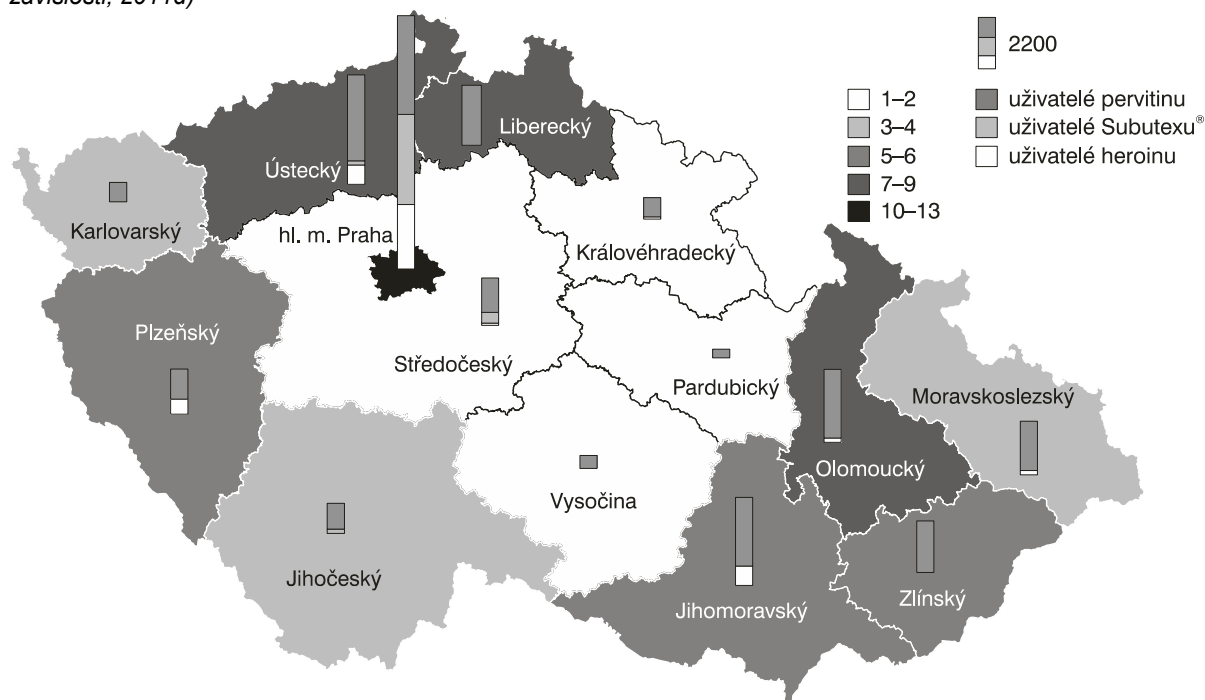 závislosti, 2011d)
2200
1–2
3–4
5–6
7–9
10–13
uživatelé pervitinu
uživatelé Subutexu®
uživatelé heroinu
Liberecký
Ústecký
Karlovarský
hl. m. Praha
Královéhradecký
Plzeňský
Středočeský
Pardubický
Moravskoslezský
Olomoucký
Vysočina
Jihočeský
Jihomoravský
Zlínský